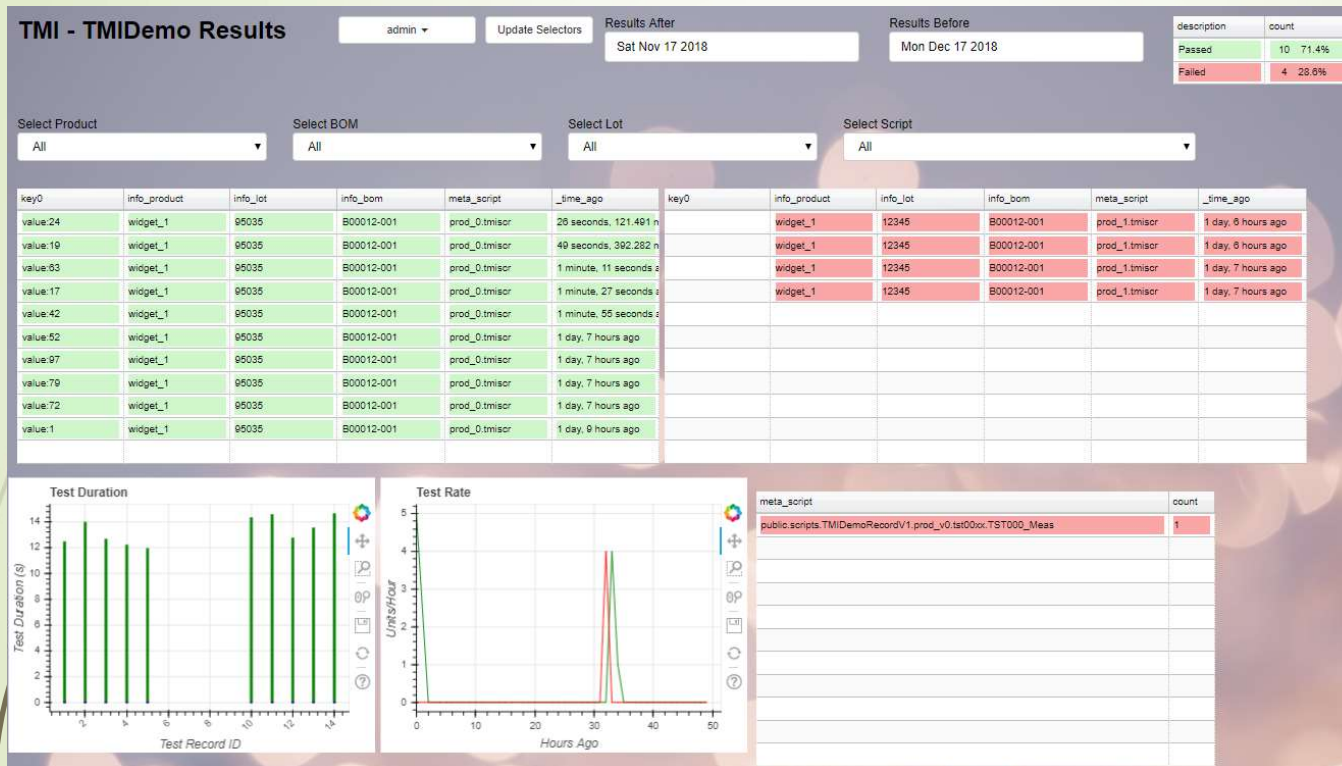 TMI - TMIDemo Results
admin
Update Selectors
Results After
Sat Nov 17 2018
Results Before
Mon Dec 17 2018
description count
Passed 10 71.4%
Failed 4 28.6%
Select Product
All
Select BOM
All
Select Lot
All
Select Script
All
key0 info_product info_lot info_bom meta_script _time_ago
value:24 widget_1 95035 B00012-001 prod_0.tmiscr 26 seconds, 121.491 m
value:19 widget_1 95035 B00012-001 prod_0.tmiscr 49 seconds, 392.282 m
value:63 widget_1 95035 B00012-001 prod_0.tmiscr 1 minute, 11 seconds a
value:17 widget_1 95035 B00012-001 prod_0.tmiscr 1 minute, 27 seconds a
value:42 widget_1 95035 B00012-001 prod_0.tmiscr 1 minute, 55 seconds a
value:52 widget_1 95035 B00012-001 prod_0.tmiscr 1 day, 7 hours ago
value:97 widget_1 95035 B00012-001 prod_0.tmiscr 1 day, 7 hours ago
value:79 widget_1 95035 B00012-001 prod_0.tmiscr 1 day, 7 hours ago
value:72 widget_1 95035 B00012-001 prod_0.tmiscr 1 day, 7 hours ago
value:1 widget_1 95035 B00012-001 prod_0.tmiscr 1 day, 9 hours ago
key0 info_product info_lot info_bom meta_script _time_ago
widget_1 12345 B00012-001 prod_1.tmiscr 1 day, 6 hours ago
widget_1 12345 B00012-001 prod_1.tmiscr 1 day, 6 hours ago
widget_1 12345 B00012-001 prod_1.tmiscr 1 day, 7 hours ago
widget_1 12345 B00012-001 prod_1.tmiscr 1 day, 7 hours ago
Test Duration
14
12
10
8
6
4
2
0
Test Duration (s)
2 4 6 8 10 12 14
Test Record ID
Test Rate
5
4
3
2
1
0
Units/Hour
0 10 20 30 40 50
Hours Ago
meta_script count
public.scripts.TMIDemoRecordV1.prod_v0.tst00xx.TST000_Meas 1